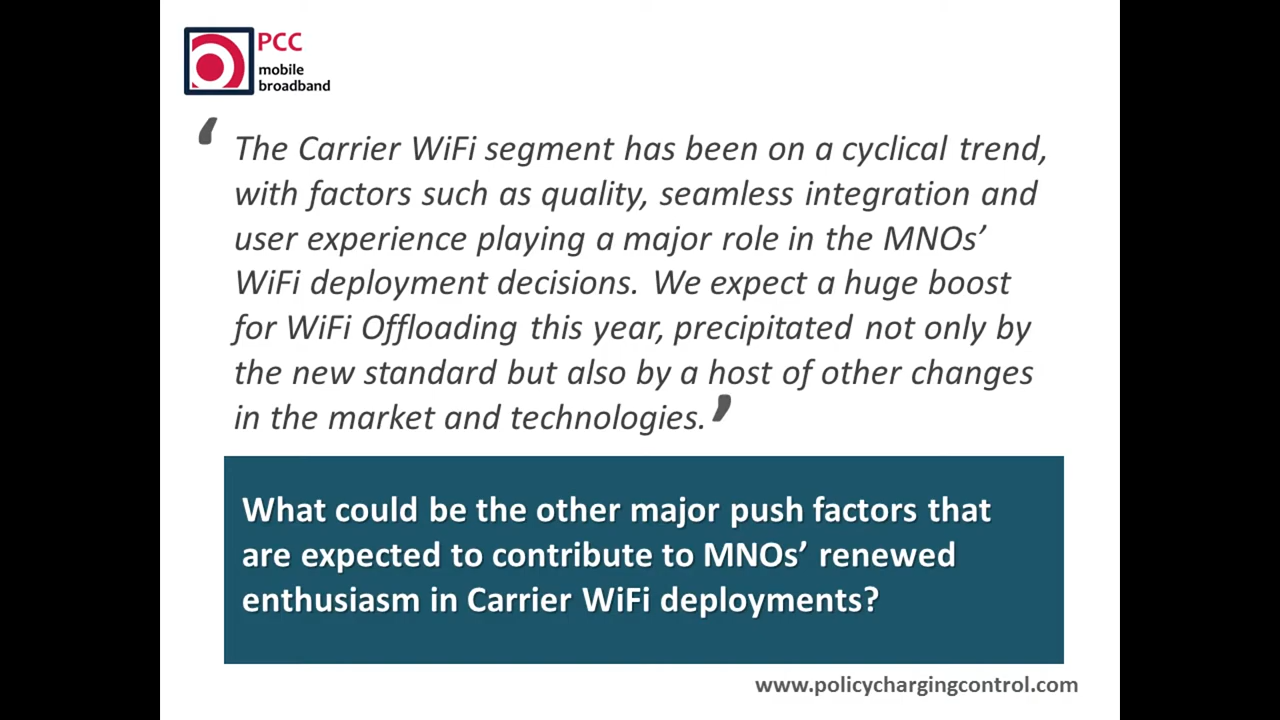 PCC
mobile
broadband
‘ The Carrier WiFi segment has been on a cyclical trend,
with factors such as quality, seamless integration and
user experience playing a major role in the MNOs’
WiFi deployment decisions. We expect a huge boost
for WiFi Offloading this year, precipitated not only by
the new standard but also by a host of other changes
in the market and technologies. ’
What could be the other major push factors that
are expected to contribute to MNOs’ renewed
enthusiasm in Carrier WiFi deployments?
www.policychargingcontrol.com